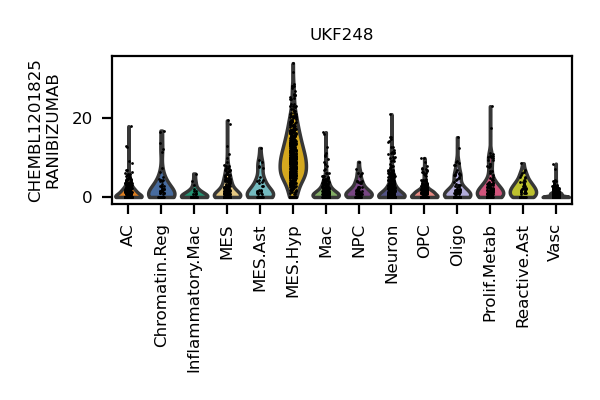 UKF248
CHEMBL1201825
RANIBIZUMAB
20
0
AC
Chromatin.Reg
Inflammatory.Mac
MES
MES.Ast
MES.Hyp
Mac
NPC
Neuron
OPC
Oligo
Prolif.Metab
Reactive.Ast
Vasc